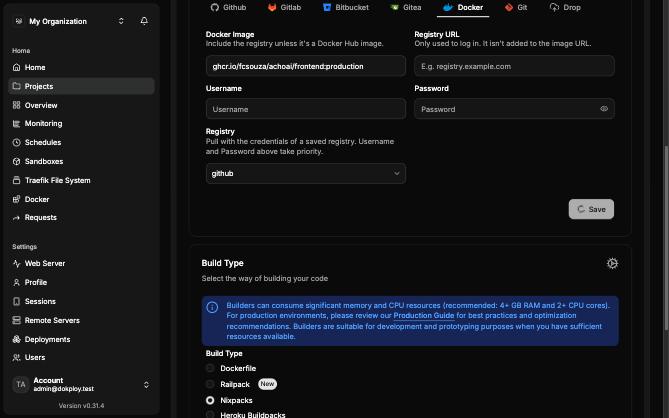 My Organization
Home
Home
Projects
Overview
Monitoring
Schedules
Sandboxes
Traefik File System
Docker
Requests
Settings
Web Server
Profile
Sessions
Remote Servers
Deployments
Users
TA
Account
admin@dokploy.test
Version v0.31.4
Github
Gitlab
Bitbucket
Gitea
Docker
Git
Drop
Docker Image
Include the registry unless it's a Docker Hub image.
ghcr.io/fcsouza/achoai/frontend:production
Registry URL
Only used to log in. It isn't added to the image URL.
E.g. registry.example.com
Username
Username
Password
Password
Registry
Pull with the credentials of a saved registry. Username
and Password above take priority.
github
Save
Build Type
Select the way of building your code
Builders can consume significant memory and CPU resources (recommended: 4+ GB RAM and 2+ CPU cores).
For production environments, please review our Production Guide for best practices and optimization
recommendations. Builders are suitable for development and prototyping purposes when you have sufficient
resources available.
Build Type
Dockerfile
Railpack New
Nixpacks
Heroku Buildpacks